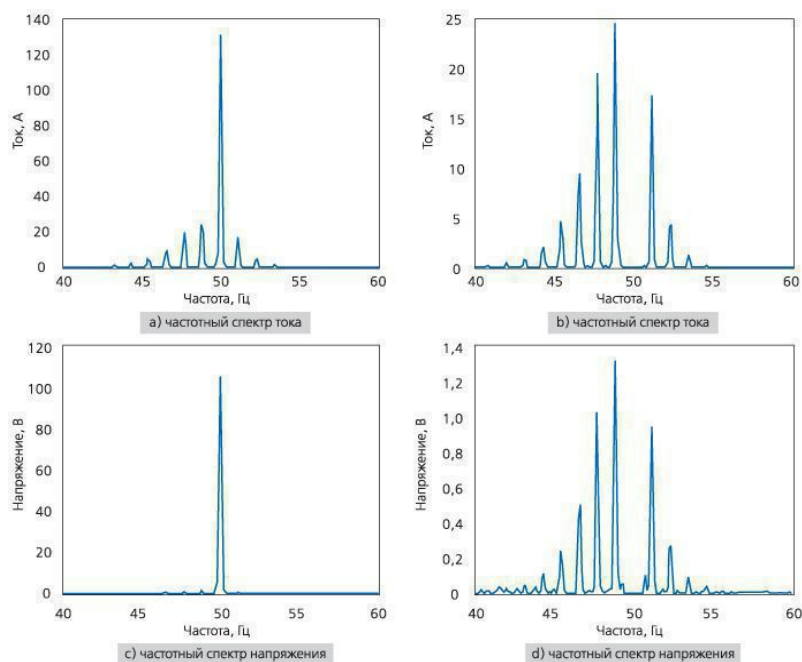 140
120
100
80
60
40
20
0
Ток, А
40 45 50 55 60
Частота, Гц
a) частотный спектр тока
25
20
15
10
5
0
Ток, А
40 45 50 55 60
Частота, Гц
b) частотный спектр тока
120
100
80
60
40
20
0
Напряжение, В
40 45 50 55 60
Частота, Гц
c) частотный спектр напряжения
1,4
1,2
1,0
0,8
0,6
0,4
0,2
0
Напряжение, В
40 45 50 55 60
Частота, Гц
d) частотный спектр напряжения